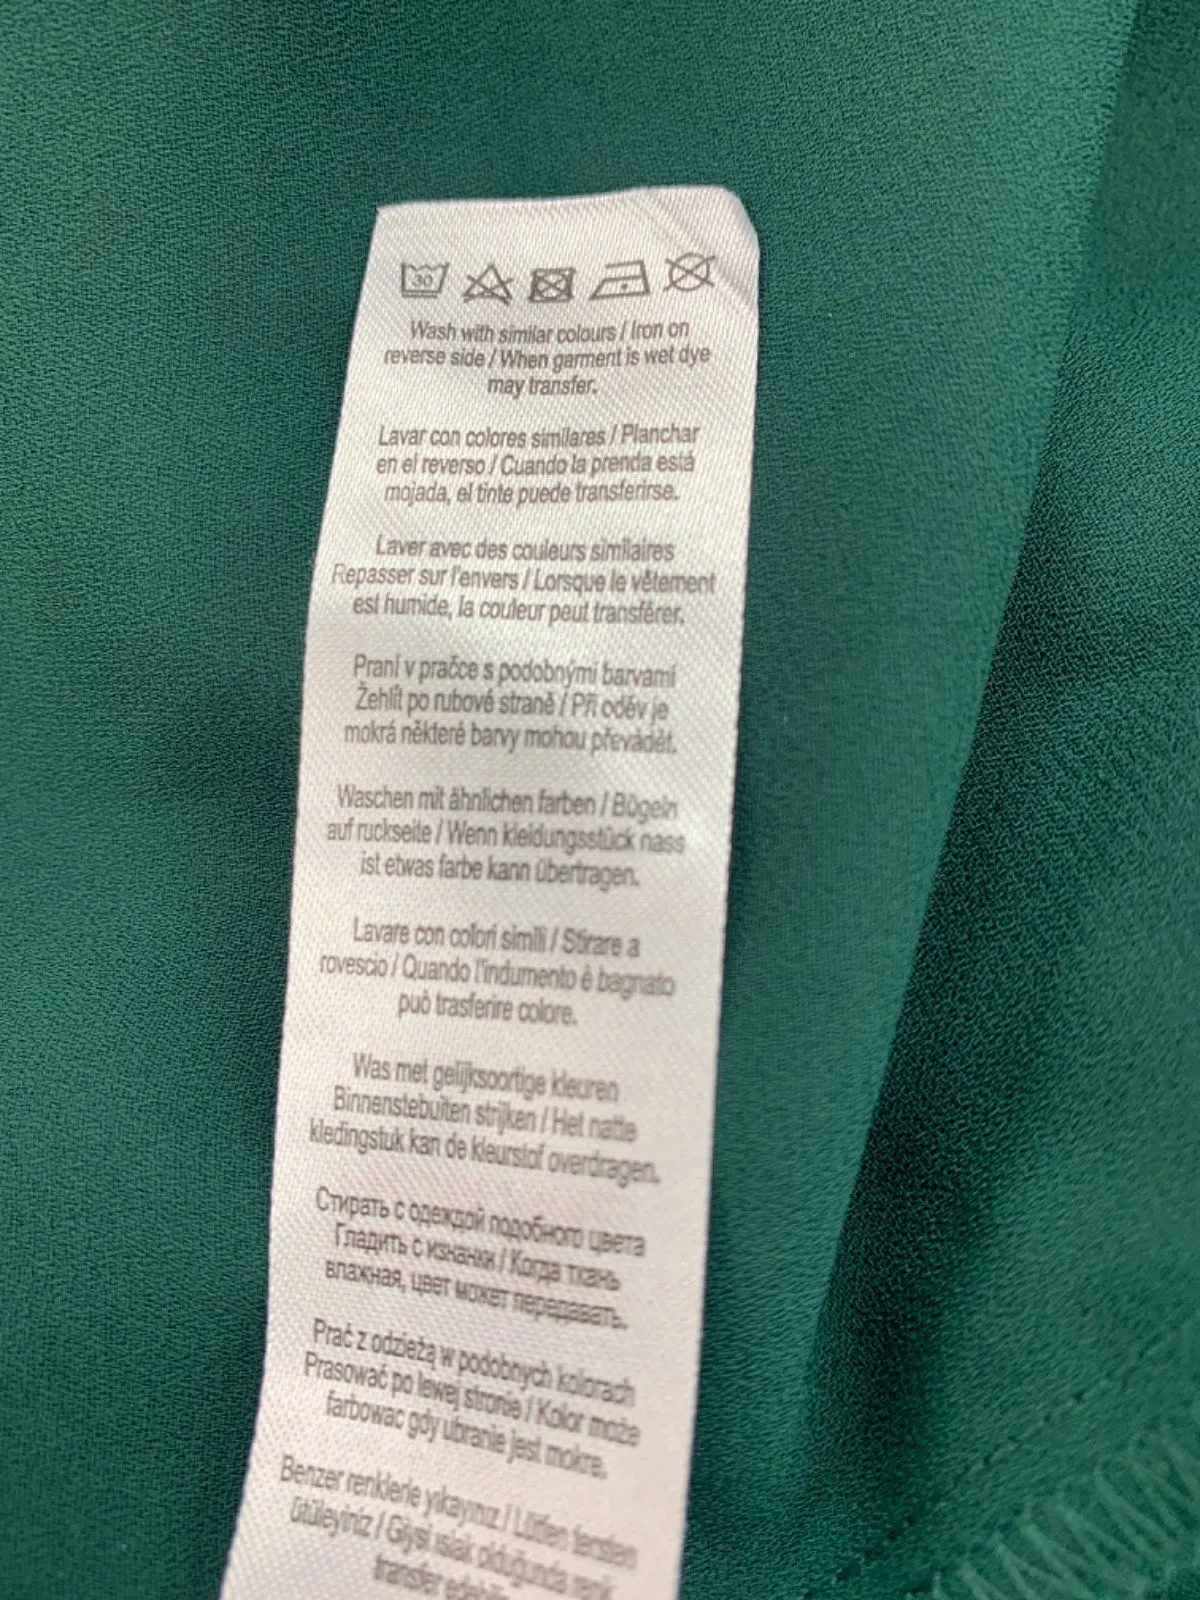 30
Wash with similar colours / Iron on
reverse side / When garment is wet dye
may transfer.
Lavar con colores similares / Planchar
en el reverso / Cuando la prenda está
mojada, el tinte puede transferirse.
Laver avec des couleurs similaires
Repasser sur l'envers / Lorsque le vêtement
est humide, la couleur peut transférer.
Praní v pračce s podobnými barvami
Žehlit po rubové straně / Při oděv je
mokrá některé barvy mohou převádět.
Waschen mit ähnlichen farben / Bügeln
auf ruckseite / Wenn kleidungsstück nass
ist etwas farbe kann übertragen.
Lavare con colori simili / Stirare a
rovescio / Quando l'indumento è bagnato
può trasferire colore.
Was met gelijksoortige kleuren
Binnenstebuiten strijken / Het natte
kledingstuk kan de kleurstof overdragen.
Стирать с одеждой подобного цвета
Гладить с изнанки / Когда ткань
влажная, цвет может передавать.
Prać z odzieżą w podobnych kolorach
Prasować po lewej stronie / Kolor może
farbowac gdy ubranie jest mokre.
Benzer renklerle yıkayınız / Lütfen tersten
ütüleyiniz / Giysi ıslak olduğunda renk
transfer